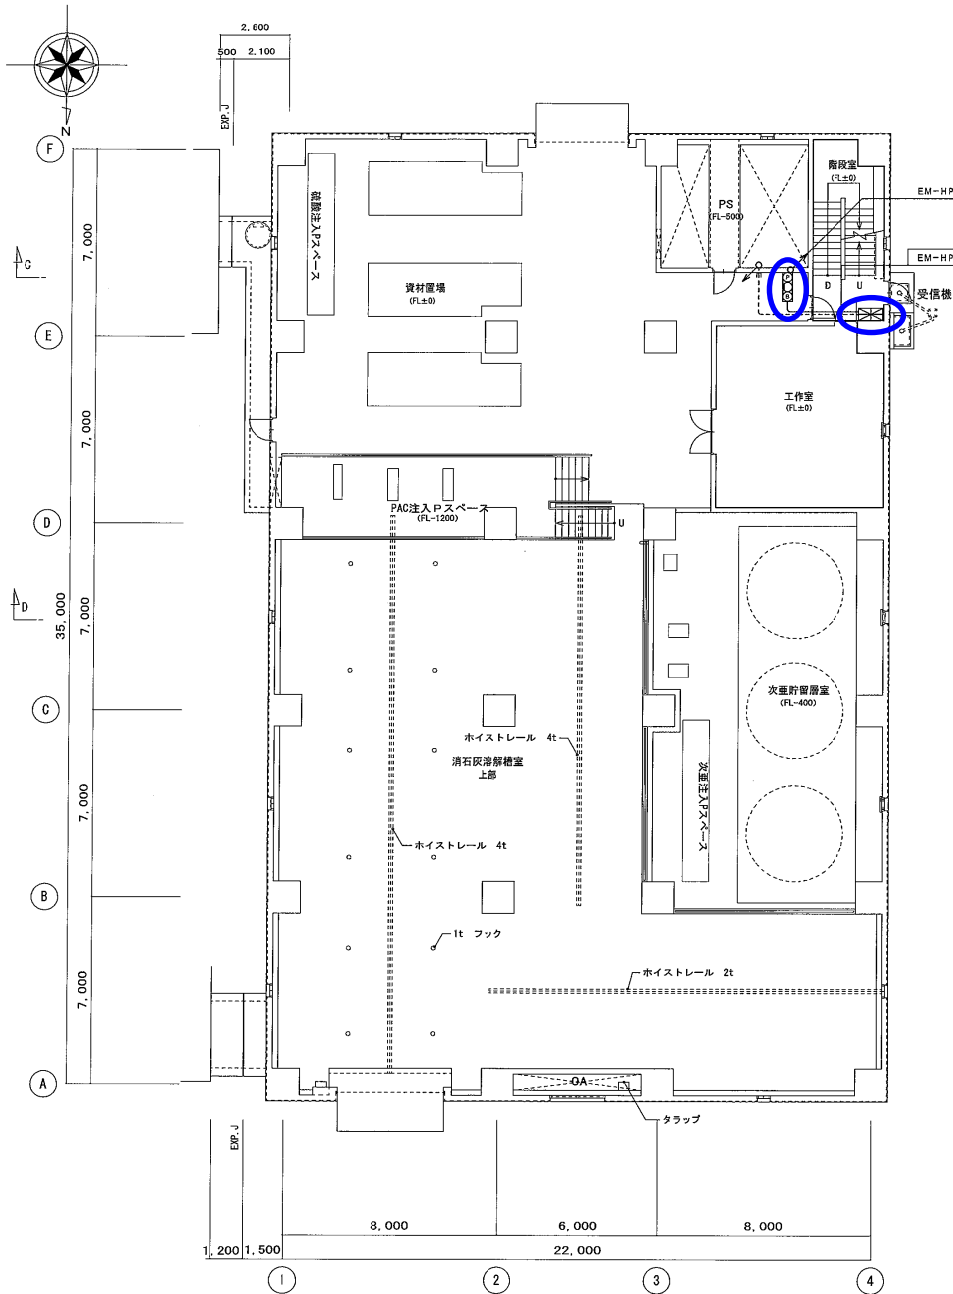 2,600
500 2,100
EXP.J
N
F
階段室
(FL±0)
EM-HP
PS
(FL-500)
硫酸注入Pスペース
7,000
C
資材置場
(FL±0)
EM-HP
D U
受信機
P
B
E
工作室
(FL±0)
7,000
PAC注入Pスペース
(FL-1200)
D
U
D
35,000
7,000
次亜貯留層室
(FL-400)
C
ホイストレール 4t
消石灰溶解槽室
上部
次亜注入Pスペース
7,000
ホイストレール 4t
B
1t フック
ホイストレール 2t
7,000
A
OA
タラップ
EXP.J
8,000 6,000 8,000
1,200 1,500 22,000
1 2 3 4